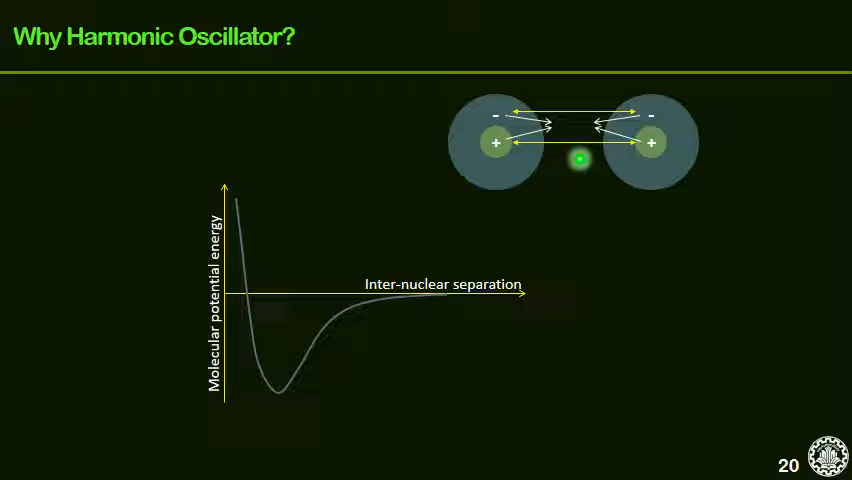 Why Harmonic Oscillator?
- -
+ +
Molecular potential energy
Inter-nuclear separation
20